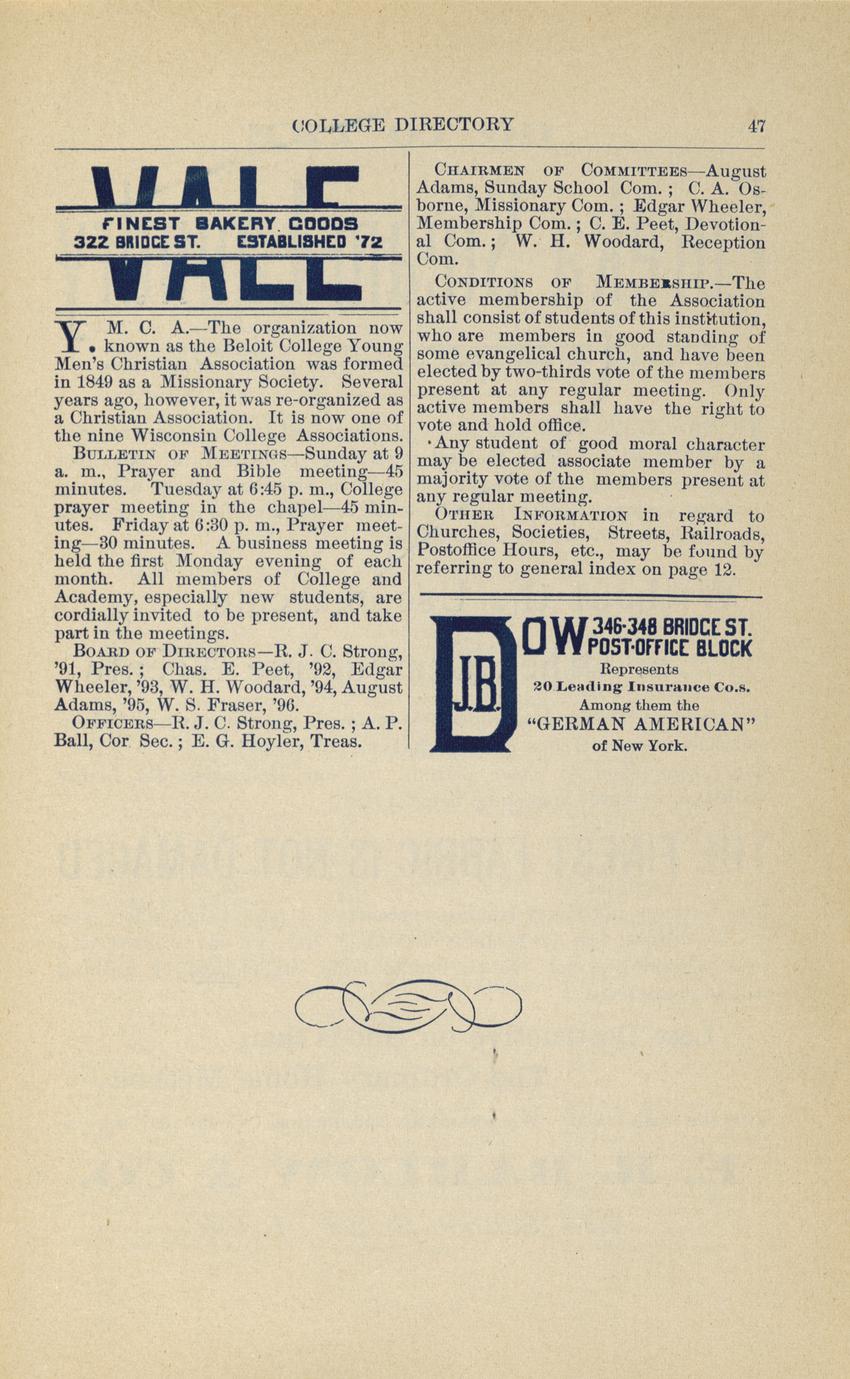 COLLEGE DIRECTORY 47
VALE
FINEST BAKERY GOODS
322 BRIDGE ST. ESTABLISHED '72
Y. M. C. A.—The organization now
known as the Beloit College Young
Men's Christian Association was formed
in 1849 as a Missionary Society. Several
years ago, however, it was re-organized as
a Christian Association. It is now one of
the nine Wisconsin College Associations.
BULLETIN OF MEETINGS—Sunday at 9
a. m., Prayer and Bible meeting—45
minutes. Tuesday at 6:45 p. m., College
prayer meeting in the chapel—45 min-
utes. Friday at 6:30 p. m., Prayer meet-
ing—30 minutes. A business meeting is
held the first Monday evening of each
month. All members of College and
Academy, especially new students, are
cordially invited to be present, and take
part in the meetings.
BOARD OF DIRECTORS—R. J. C. Strong,
'91, Pres. ; Chas. E. Peet, '92, Edgar
Wheeler, '93, W. H. Woodard, '94, August
Adams, '95, W. S. Fraser, '96.
OFFICERS—R. J. C. Strong, Pres. ; A. P.
Ball, Cor Sec. ; E. G. Hoyler, Treas.
CHAIRMEN OF COMMITTEES—August
Adams, Sunday School Com. ; C. A. Os-
borne, Missionary Com. ; Edgar Wheeler,
Membership Com. ; C. E. Peet, Devotion-
al Com. ; W. H. Woodard, Reception
Com.
CONDITIONS OF MEMBERSHIP.—The
active membership of the Association
shall consist of students of this institution,
who are members in good standing of
some evangelical church, and have been
elected by two-thirds vote of the members
present at any regular meeting. Only
active members shall have the right to
vote and hold office.
Any student of good moral character
may be elected associate member by a
majority vote of the members present at
any regular meeting.
OTHER INFORMATION in regard to
Churches, Societies, Streets, Railroads,
Postoffice Hours, etc., may be found by
referring to general index on page 12.
J.B. DOW 346-348 BRIDGE ST.
POST-OFFICE BLOCK
Represents
20 Leading Insurance Co.s.
Among them the
"GERMAN AMERICAN"
of New York.